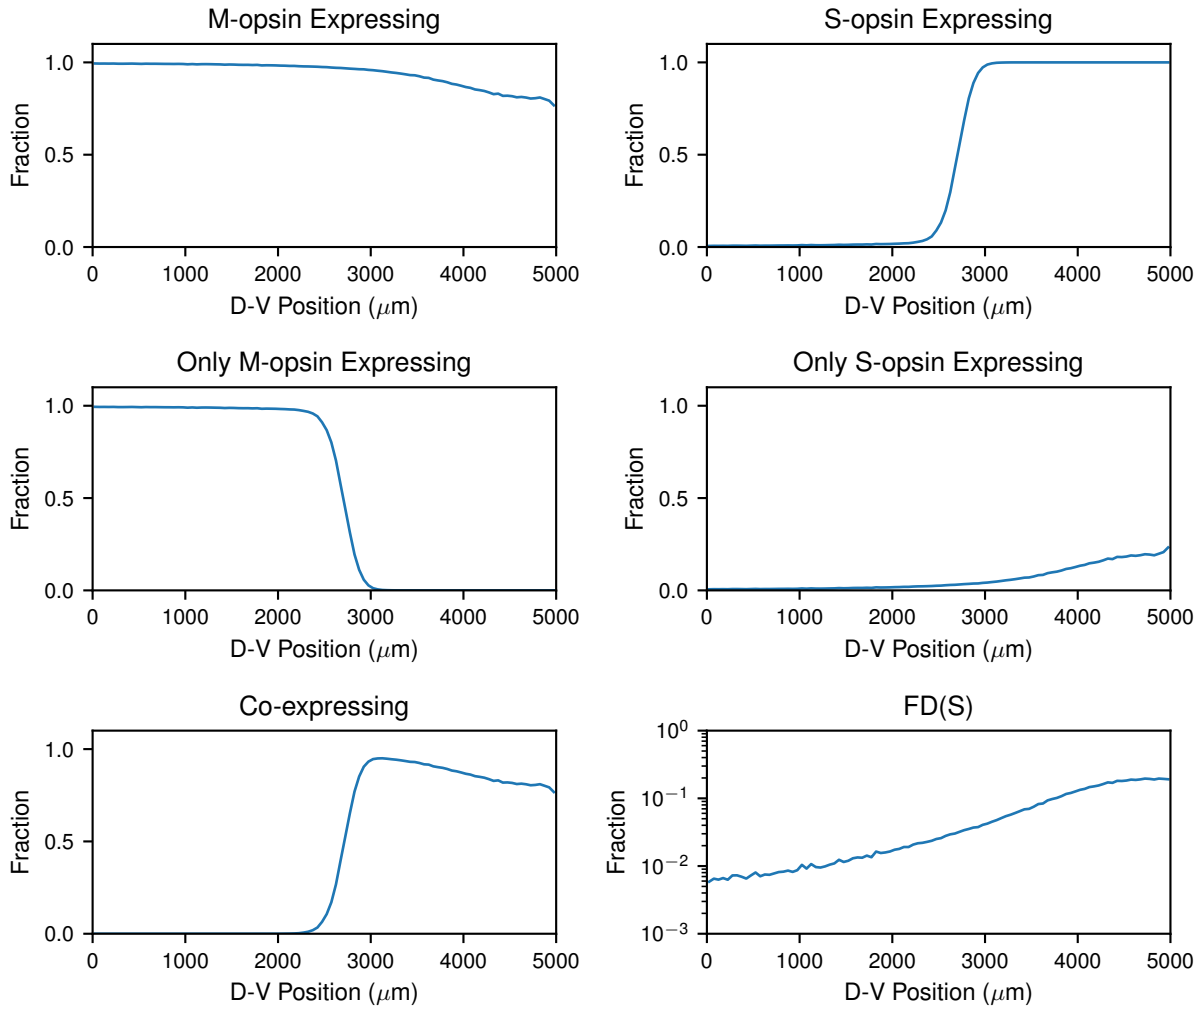 M-opsin Expressing
1.0
0.5
0.0
Fraction
0 1000 2000 3000 4000 5000
D-V Position (μm)
S-opsin Expressing
1.0
0.5
0.0
Fraction
0 1000 2000 3000 4000 5000
D-V Position (μm)
Only M-opsin Expressing
1.0
0.5
0.0
Fraction
0 1000 2000 3000 4000 5000
D-V Position (μm)
Only S-opsin Expressing
1.0
0.5
0.0
Fraction
0 1000 2000 3000 4000 5000
D-V Position (μm)
Co-expressing
1.0
0.5
0.0
Fraction
0 1000 2000 3000 4000 5000
D-V Position (μm)
FD(S)
10⁰
10⁻¹
10⁻²
10⁻³
Fraction
0 1000 2000 3000 4000 5000
D-V Position (μm)